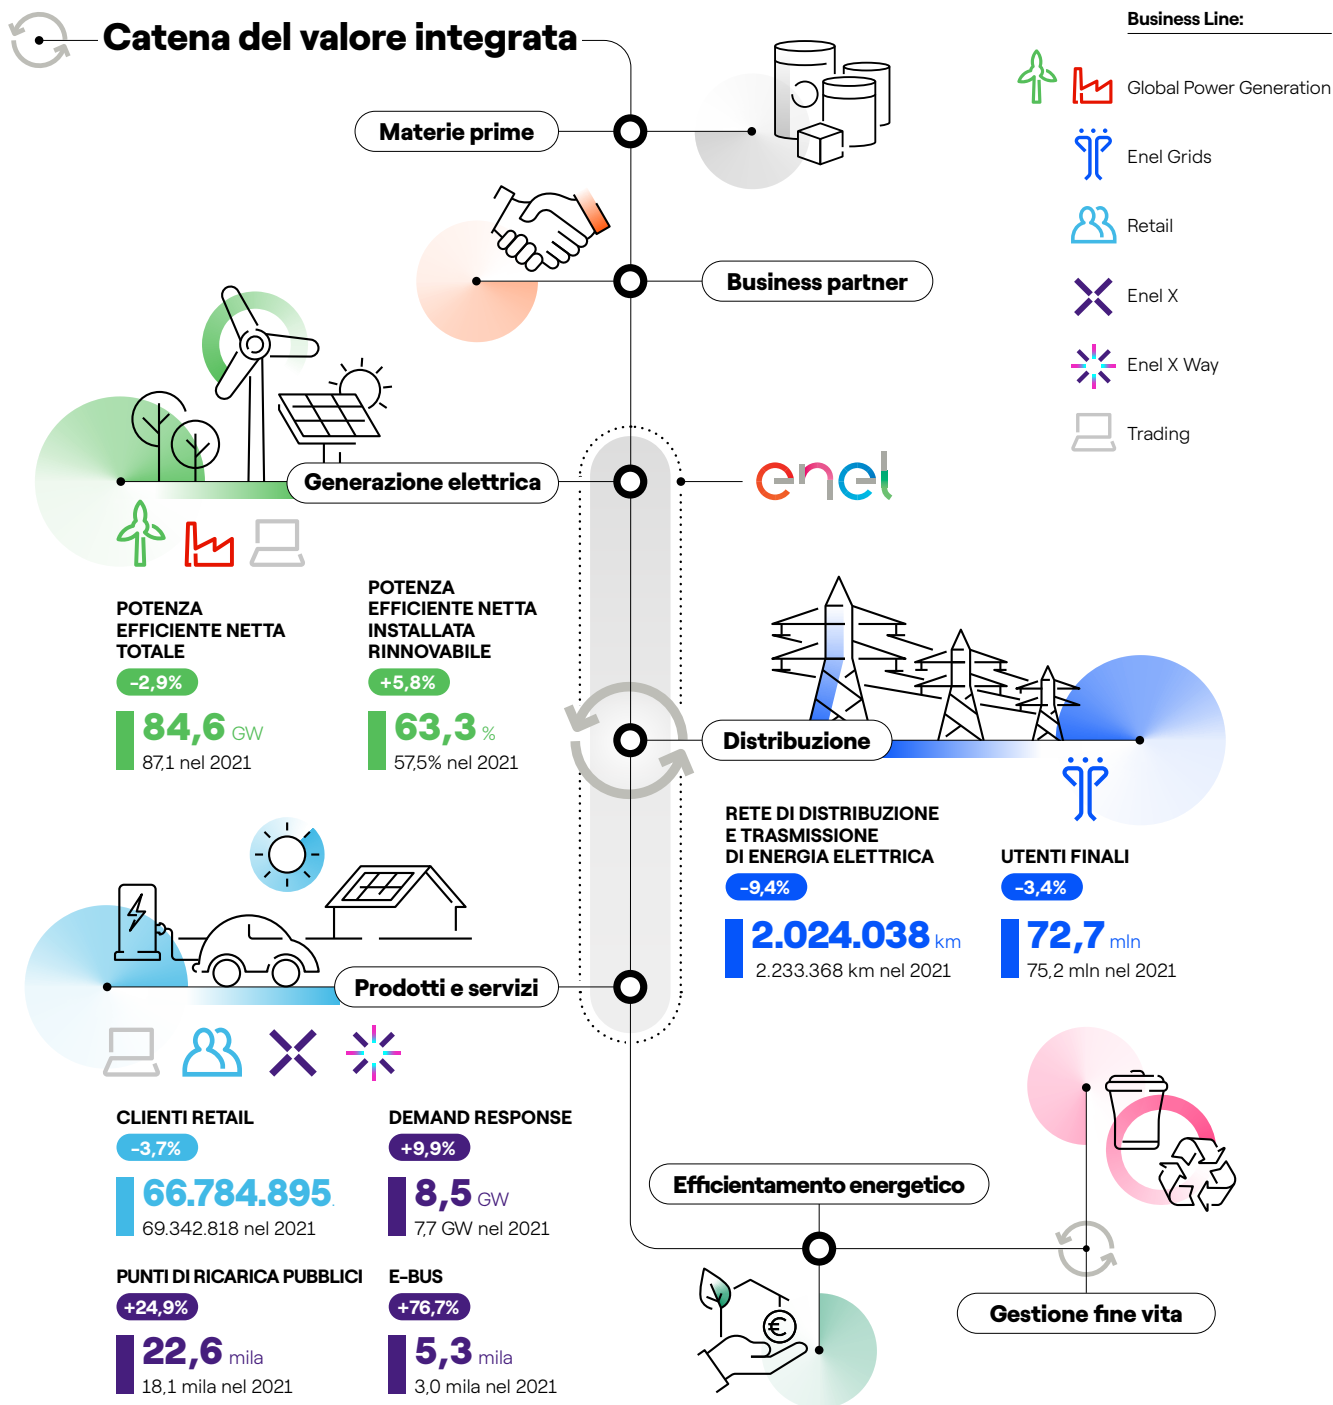 Catena del valore integrata
Business Line:
Global Power Generation
Enel Grids
Retail
Enel X
Enel X Way
Trading
Materie prime
Business partner
Generazione elettrica
enel
POTENZA
EFFICIENTE NETTA
TOTALE
-2,9%
84,6 GW
87,1 nel 2021
POTENZA
EFFICIENTE NETTA
INSTALLATA
RINNOVABILE
+5,8%
63,3 %
57,5% nel 2021
Distribuzione
RETE DI DISTRIBUZIONE
E TRASMISSIONE
DI ENERGIA ELETTRICA
-9,4%
2.024.038 km
2.233.368 km nel 2021
UTENTI FINALI
-3,4%
72,7 mln
75,2 mln nel 2021
Prodotti e servizi
CLIENTI RETAIL
-3,7%
66.784.895.
69.342.818 nel 2021
DEMAND RESPONSE
+9,9%
8,5 GW
7,7 GW nel 2021
PUNTI DI RICARICA PUBBLICI
+24,9%
22,6 mila
18,1 mila nel 2021
E-BUS
+76,7%
5,3 mila
3,0 mila nel 2021
Efficientamento energetico
€
Gestione fine vita